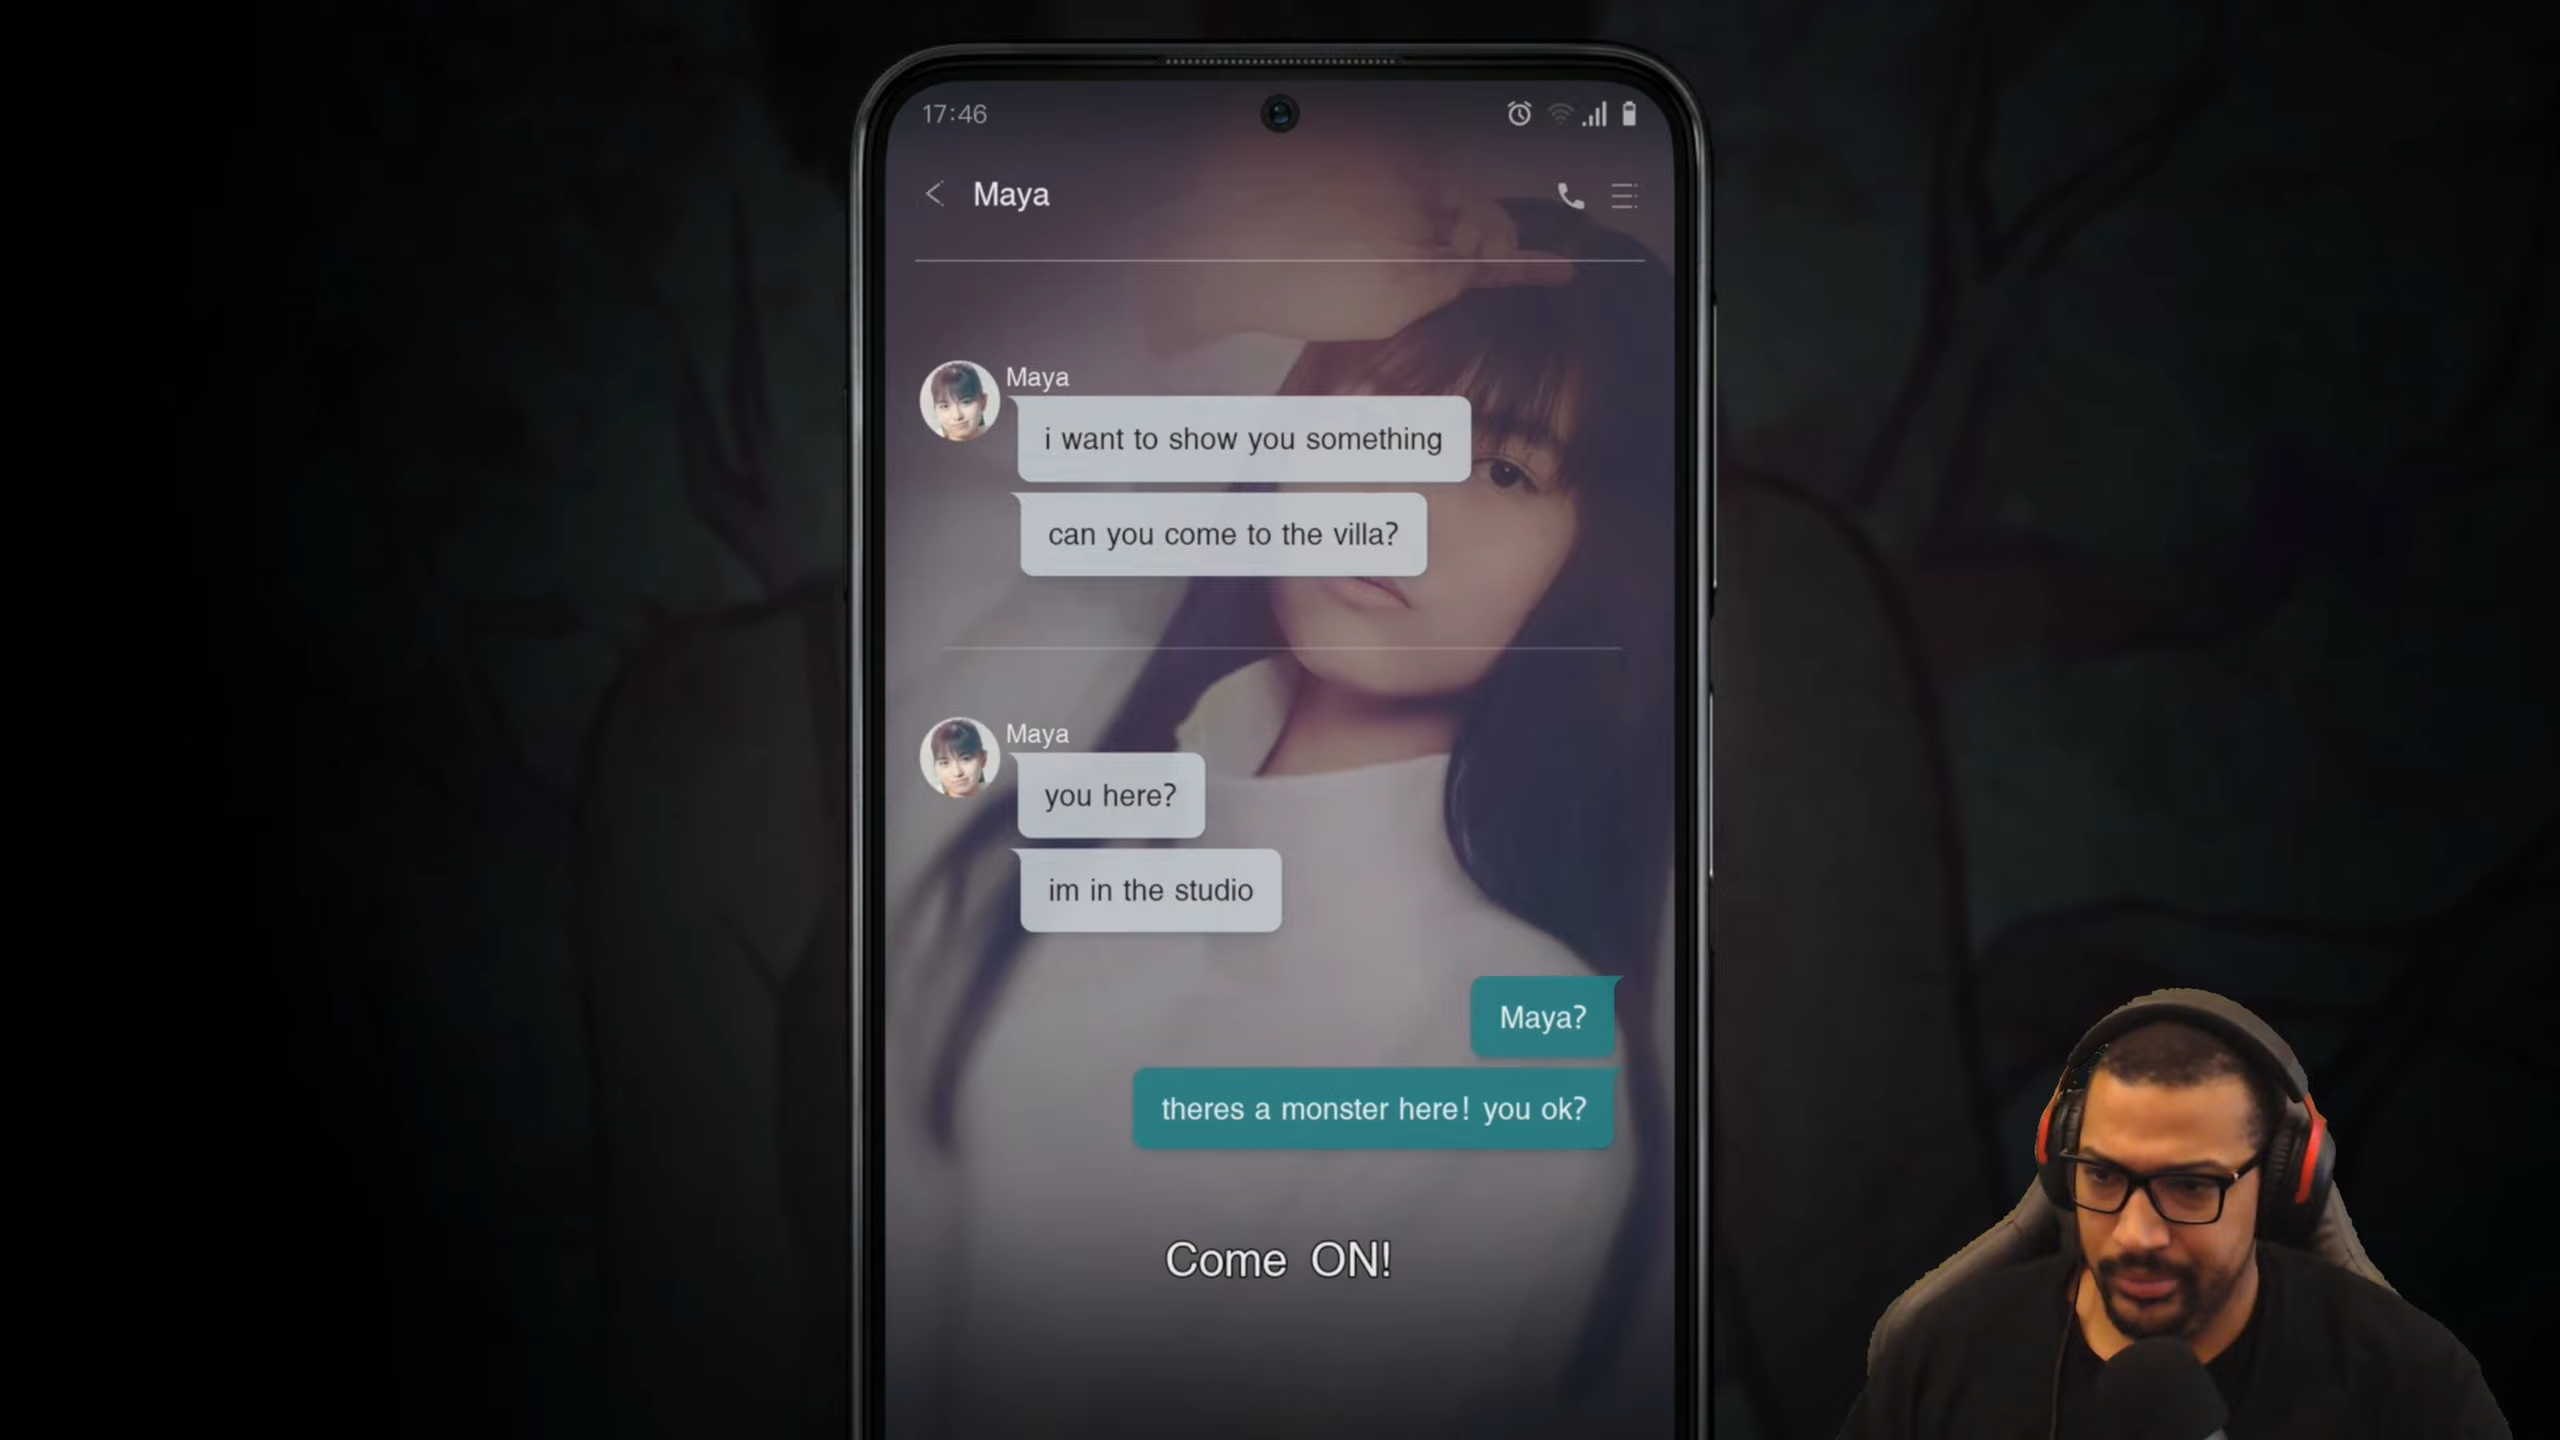 17:46
Maya
Maya
i want to show you something
can you come to the villa?
Maya
you here?
im in the studio
Maya?
theres a monster here! you ok?
Come ON!